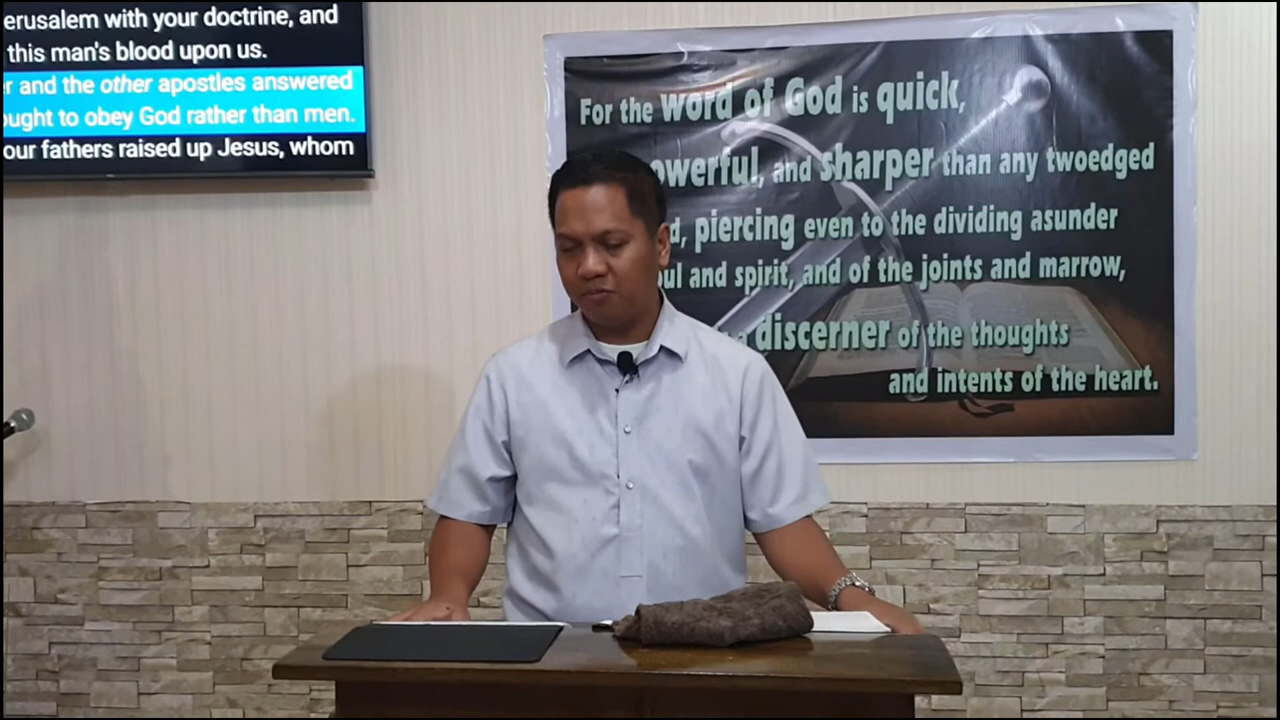 erusalem with your doctrine, and
this man's blood upon us.
r and the other apostles answered
ought to obey God rather than men.
our fathers raised up Jesus, whom
For the word of God is quick,
owerful, and sharper than any twoedged
d, piercing even to the dividing asunder
oul and spirit, and of the joints and marrow,
a discerner of the thoughts
and intents of the heart.